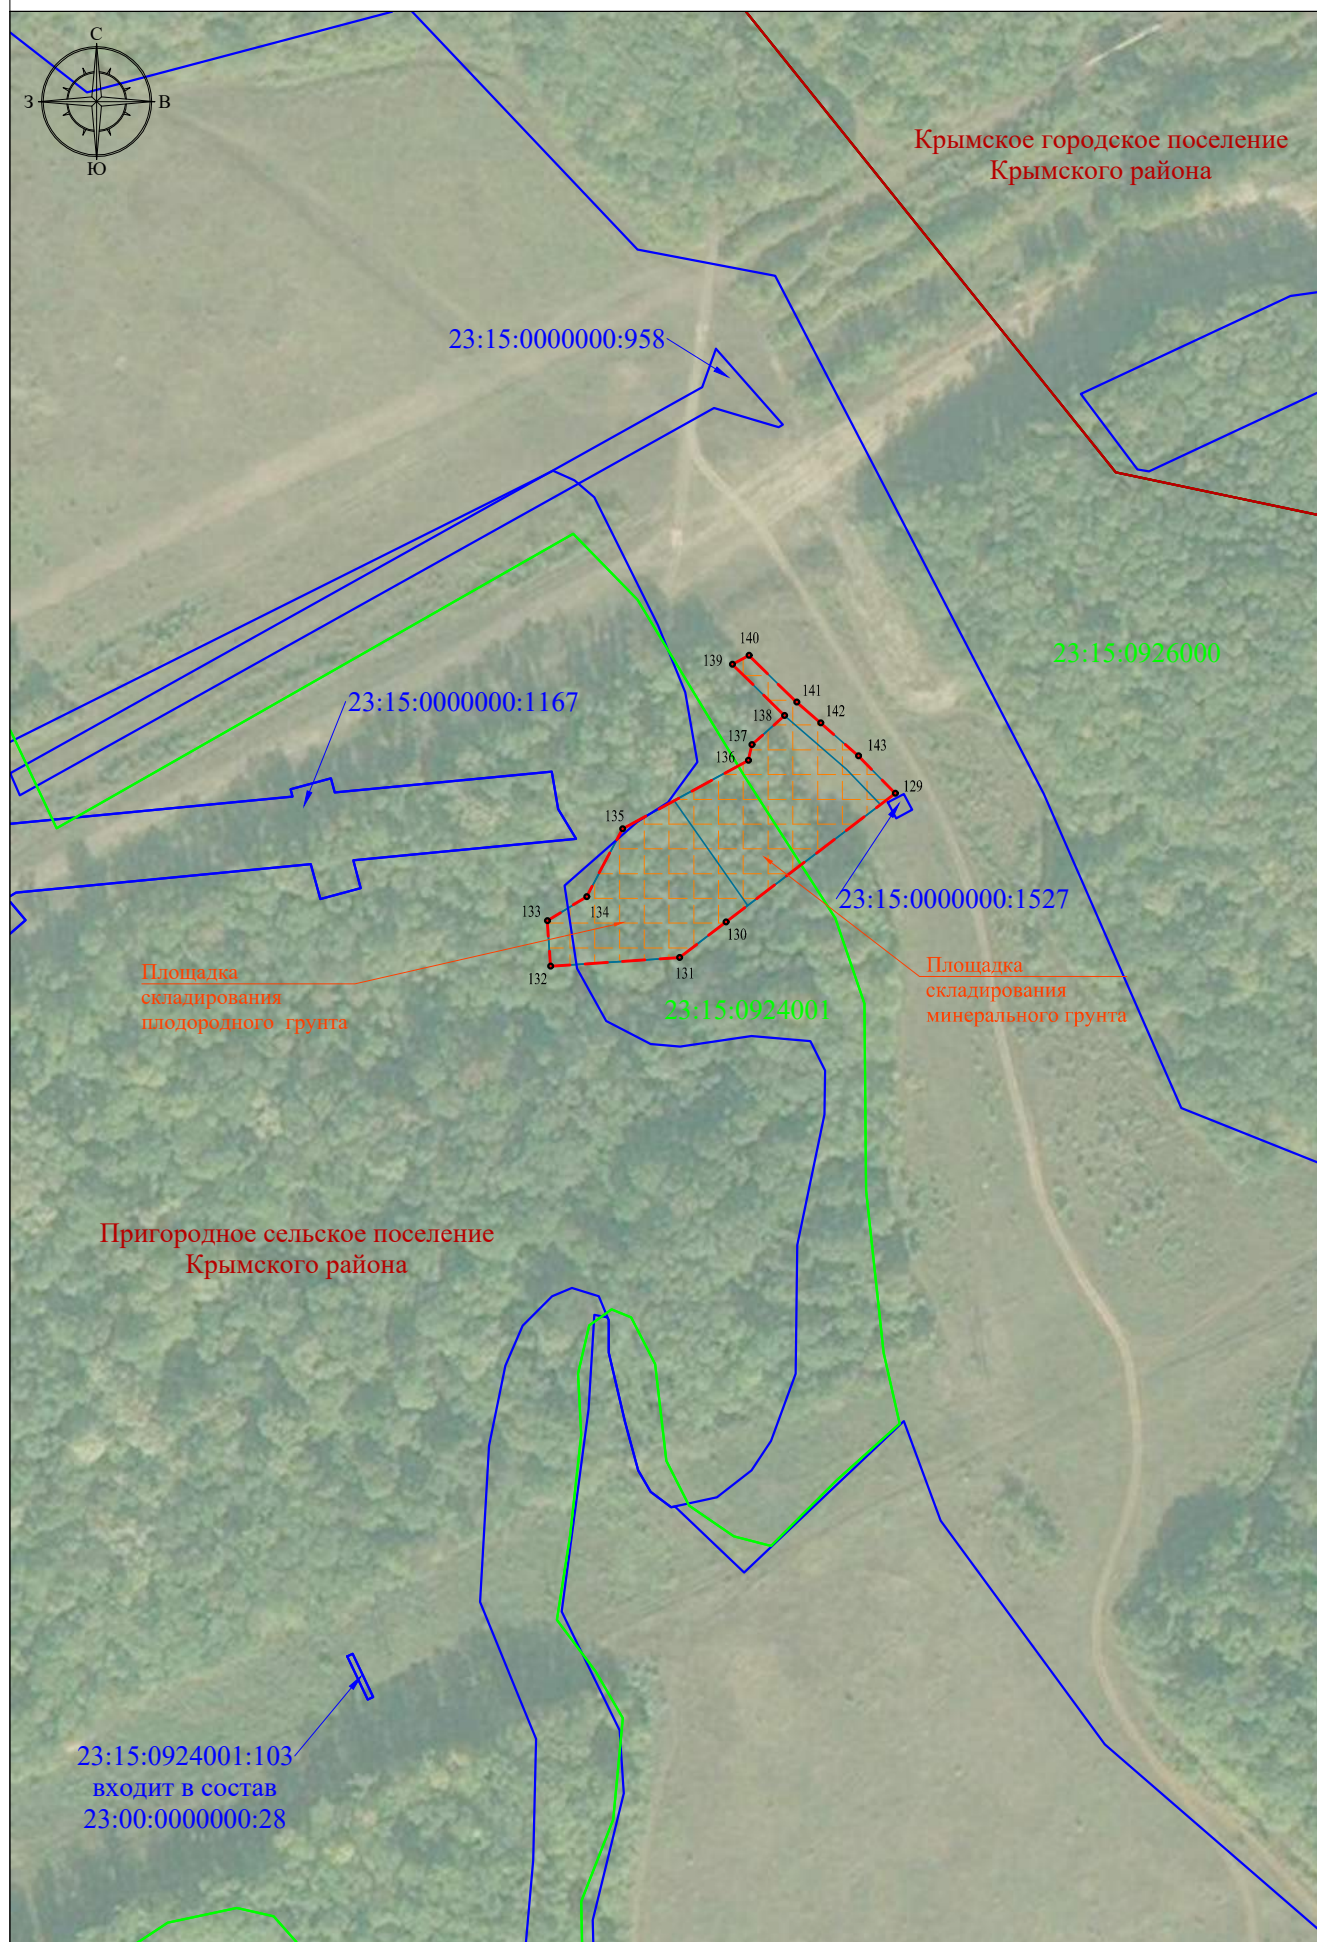 С
З
В
Ю
Крымское городское поселение
Крымского района
23:15:0000000:958
140
139
23:15:0926000
23:15:0000000:1167
141
138
142
137
143
136
129
135
23:15:0000000:1527
134
133
130
131
132
Площадка
складирования
плодородного грунта
Площадка
складирования
минерального грунта
23:15:0924001
Пригородное сельское поселение
Крымского района
23:15:0924001:103
входит в состав
23:00:0000000:28